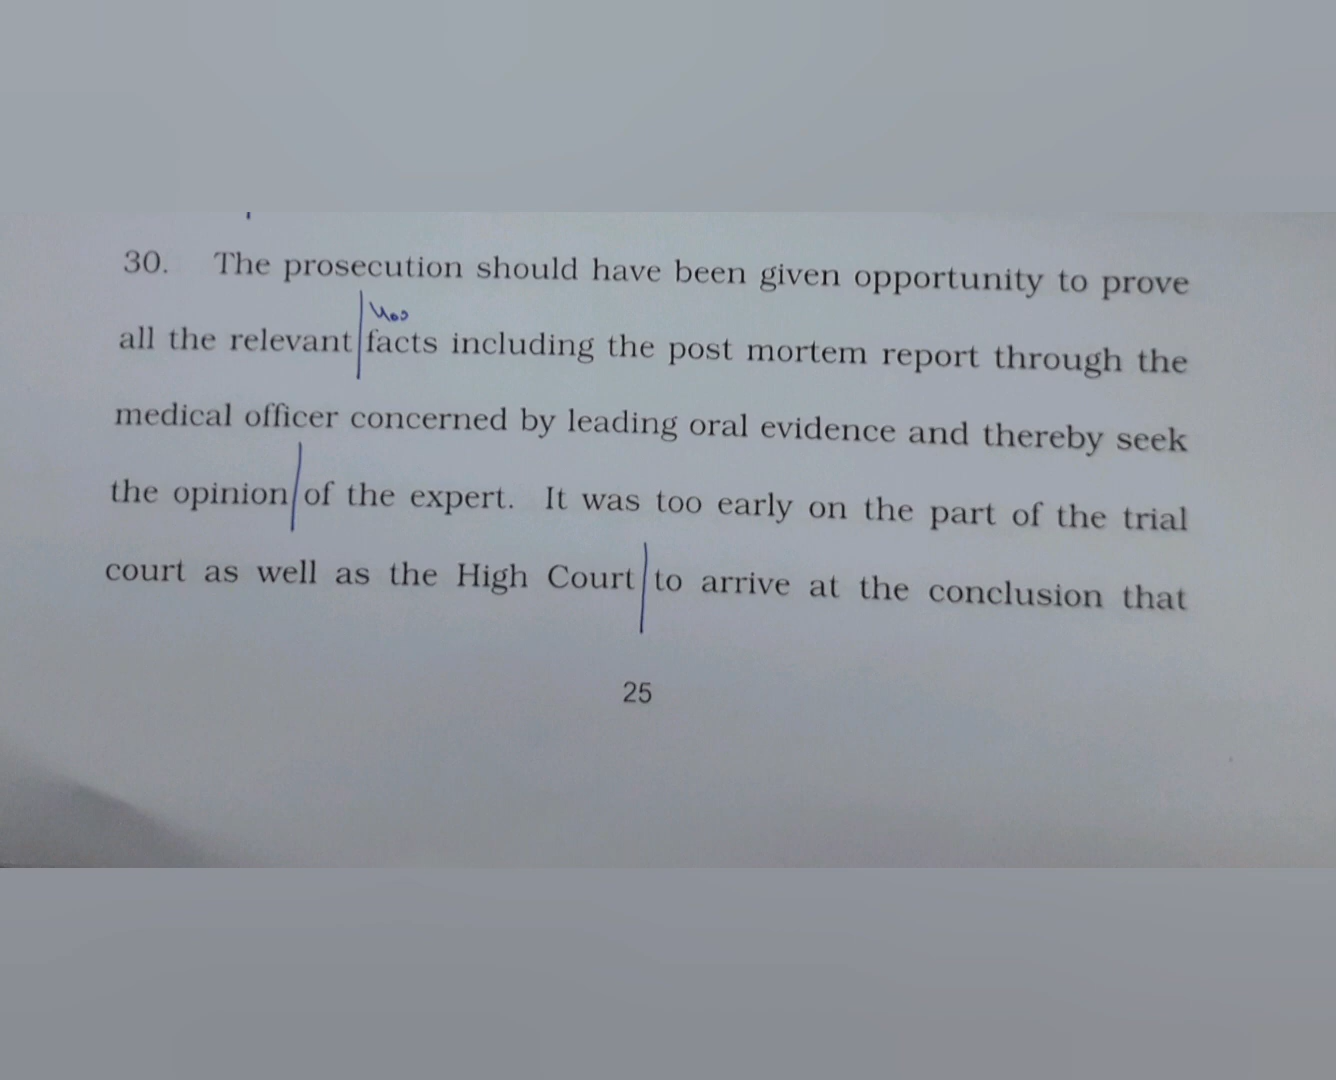 30. The prosecution should have been given opportunity to prove
all the relevant facts including the post mortem report through the
medical officer concerned by leading oral evidence and thereby seek
the opinion of the expert. It was too early on the part of the trial
court as well as the High Court to arrive at the conclusion that
25